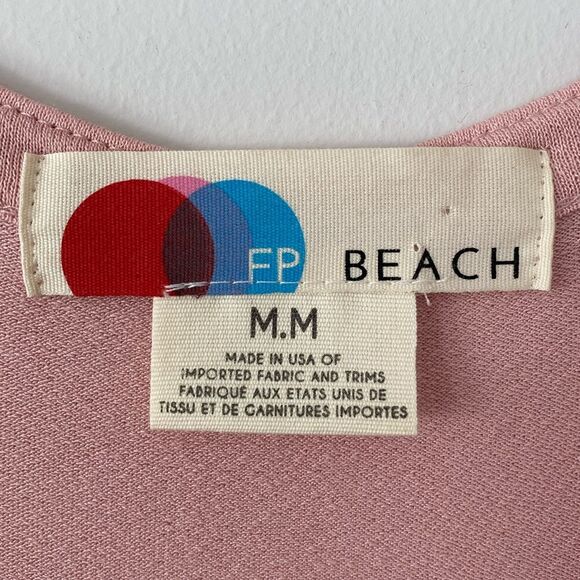 FP BEACH
M.M
MADE IN USA OF
IMPORTED FABRIC AND TRIMS
FABRIQUÉ AUX ETATS UNIS DE
TISSU ET DE GARNITURES IMPORTES